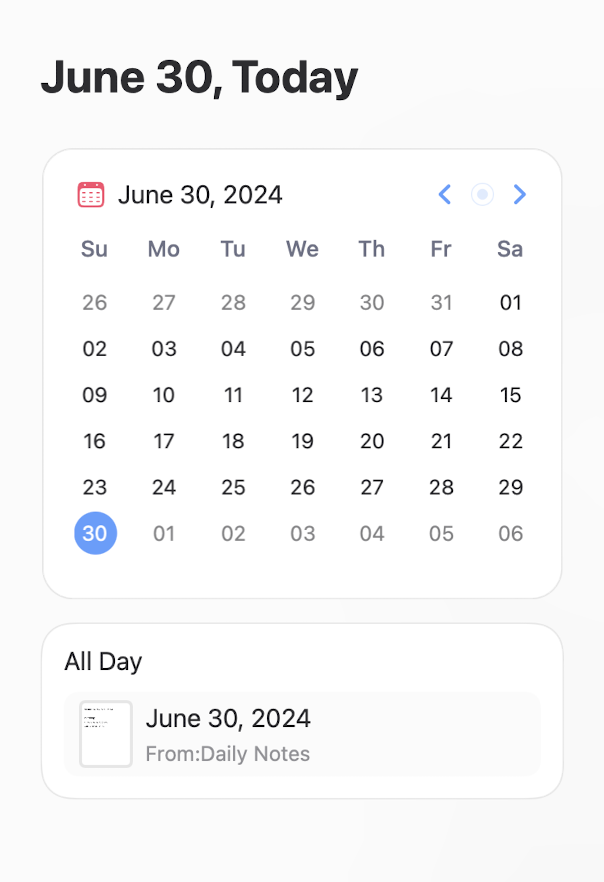 June 30, Today
June 30, 2024
Su Mo Tu We Th Fr Sa
26 27 28 29 30 31 01
02 03 04 05 06 07 08
09 10 11 12 13 14 15
16 17 18 19 20 21 22
23 24 25 26 27 28 29
30 01 02 03 04 05 06
All Day
June 30, 2024
From:Daily Notes